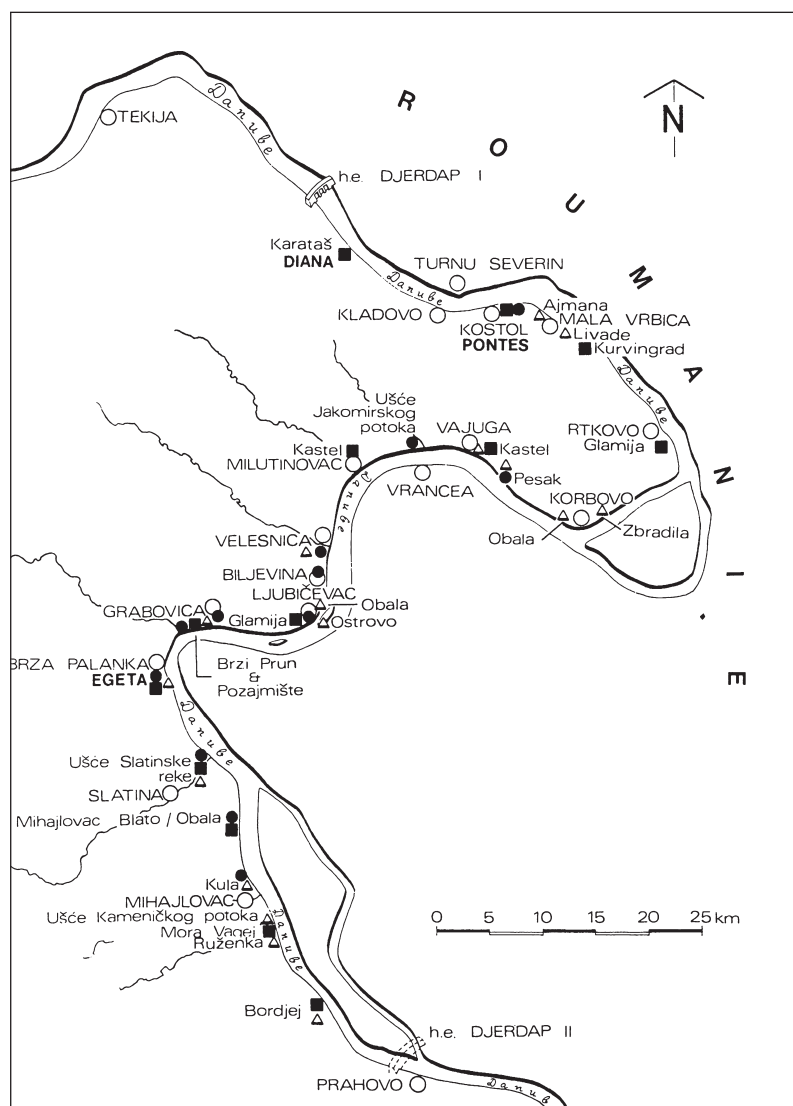 Danube
R
O
U
M
A
N
I
E
N
TEKIJA
h.e. DJERDAP I
Karataš
DIANA
Danube
TURNU SEVERIN
KLADOVO
KOSTOL
PONTES
Ajmana
MALA VRBICA
Livade
Kurvingrad
Danube
Ušće
Jakomirskog
potoka
VAJUGA
Kastel
RTKOVO
Glamija
Kastel
MILUTINOVAC
VRANCEA
Pesak
KORBOVO
Obala
Zbradila
Danube
VELESNICA
BILJEVINA
LJUBIČEVAC
Obala
GRABOVICA
Glamija
Ostrovo
BRZA PALANKA
EGETA
Brzi Prun
&
Pozajmište
Danube
Ušće Slatinske
reke
SLATINA
Mihajlovac Blato / Obala
Kula
MIHAJLOVAC
Ušće Kameničkog potoka
Mora Vagei
Ruženka
Danube
0 5 10 15 20 25 km
Bordjej
h.e. DJERDAP II
PRAHOVO
Danube